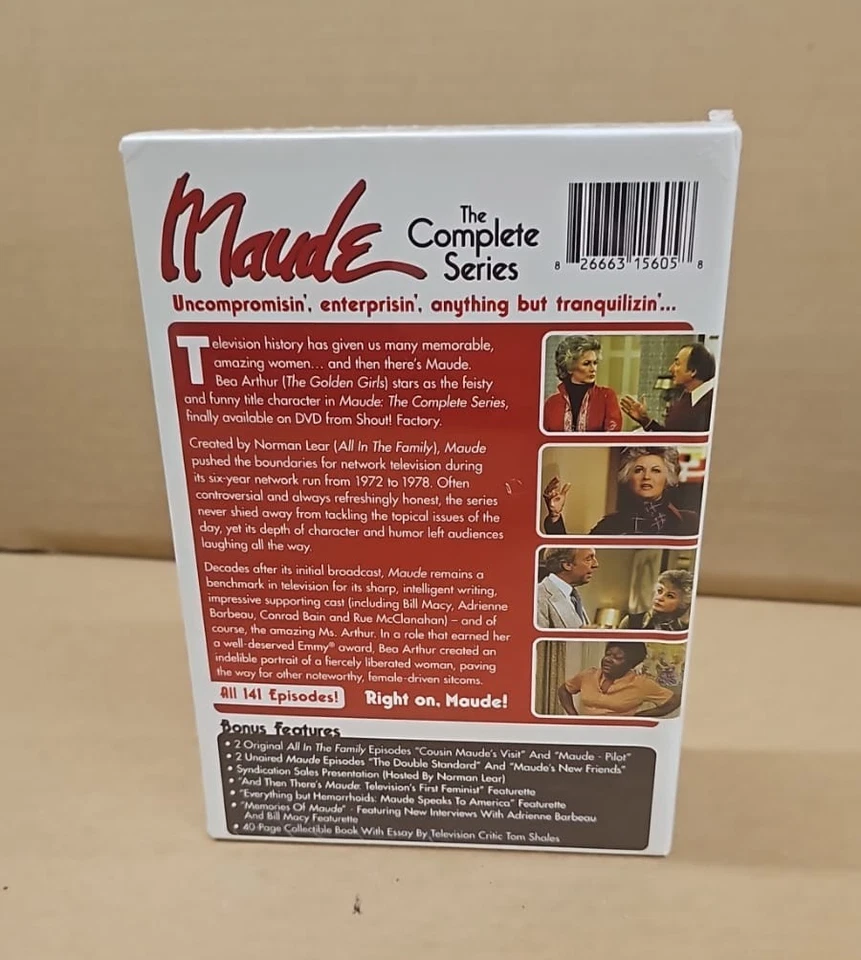 Maude
The
Complete
Series
8 26663 15605 8
Uncompromisin', enterprisin', anything but tranquilizin'...
Television history has given us many memorable,
amazing women... and then there's Maude.
Bea Arthur (The Golden Girls) stars as the feisty
and funny title character in Maude: The Complete Series,
finally available on DVD from Shout! Factory.
Created by Norman Lear (All In The Family), Maude
pushed the boundaries for network television during
its six-year network run from 1972 to 1978. Often
controversial and always refreshingly honest, the series
never shied away from tackling the topical issues of the
day, yet its depth of character and humor left audiences
laughing all the way.
Decades after its initial broadcast, Maude remains a
benchmark in television for its sharp, intelligent writing,
impressive supporting cast (including Bill Macy, Adrienne
Barbeau, Conrad Bain and Rue McClanahan) – and of
course, the amazing Ms. Arthur. In a role that earned her
a well-deserved Emmy® award, Bea Arthur created an
indelible portrait of a fiercely liberated woman, paving
the way for other noteworthy, female-driven sitcoms.
All 141 Episodes! Right on, Maude!
Bonus Features
• 2 Original All In The Family Episodes "Cousin Maude's Visit" And "Maude - Pilot"
• 2 Unaired Maude Episodes "The Double Standard" And "Maude's New Friends"
• Syndication Sales Presentation (Hosted By Norman Lear)
• "And Then There's Maude: Television's First Feminist" Featurette
• "Everything but Hemorrhoids: Maude Speaks To America" Featurette
• "Memories Of Maude" - Featuring New Interviews With Adrienne Barbeau
And Bill Macy Featurette
• 40-Page Collectible Book With Essay By Television Critic Tom Shales